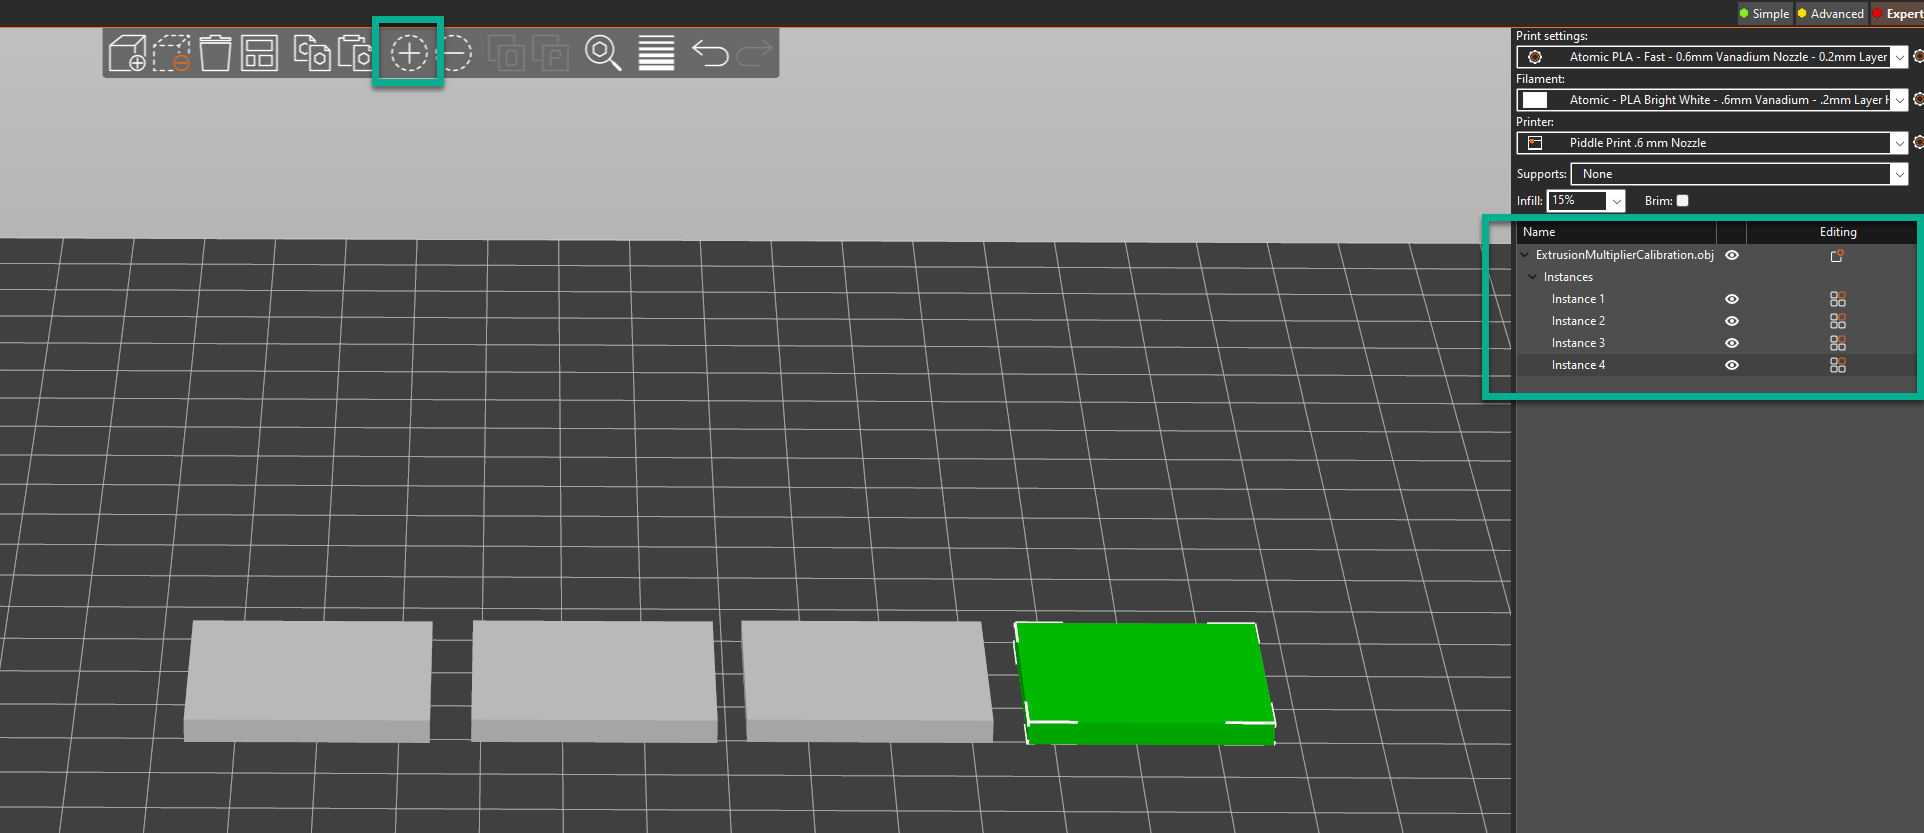 Simple Advanced Expert
Print settings:
Atomic PLA - Fast - 0.6mm Vanadium Nozzle - 0.2mm Layer
Filament:
Atomic - PLA Bright White - .6mm Vanadium - .2mm Layer
Printer:
Piddle Print .6 mm Nozzle
Supports: None
Infill: 15% Brim:
Name Editing
ExtrusionMultiplierCalibration.obj
Instances
Instance 1
Instance 2
Instance 3
Instance 4